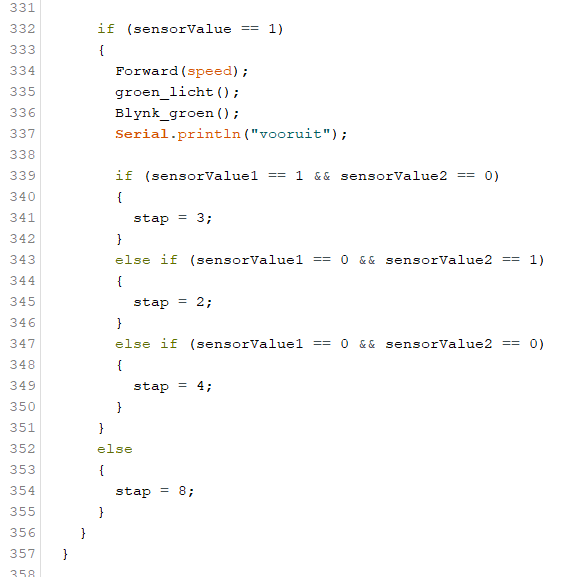 331
332 if (sensorValue == 1)
333 {
334 Forward(speed);
335 groen_licht();
336 Blynk_groen();
337 Serial.println("vooruit");
338
339 if (sensorValue1 == 1 && sensorValue2 == 0)
340 {
341 stap = 3;
342 }
343 else if (sensorValue1 == 0 && sensorValue2 == 1)
344 {
345 stap = 2;
346 }
347 else if (sensorValue1 == 0 && sensorValue2 == 0)
348 {
349 stap = 4;
350 }
351 }
352 else
353 {
354 stap = 8;
355 }
356 }
357 }
358